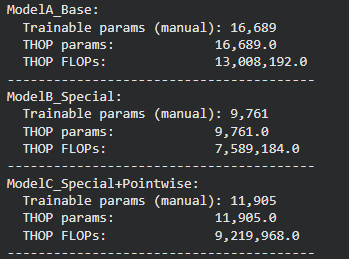 ModelA_Base:
  Trainable params (manual): 16,689
  THOP params:               16,689.0
  THOP FLOPs:                13,008,192.0
----------------------------------------
ModelB_Special:
  Trainable params (manual): 9,761
  THOP params:               9,761.0
  THOP FLOPs:                7,589,184.0
----------------------------------------
ModelC_Special+Pointwise:
  Trainable params (manual): 11,905
  THOP params:               11,905.0
  THOP FLOPs:                9,219,968.0
----------------------------------------